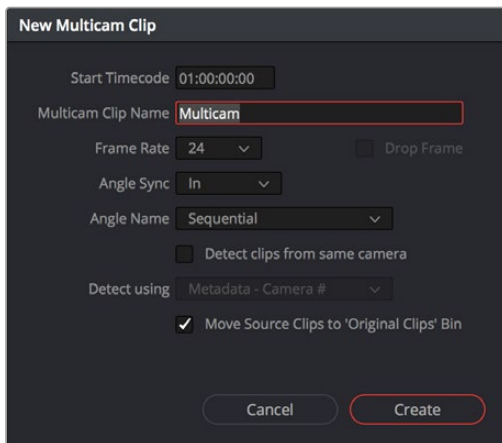 New Multicam Clip
Start Timecode 01:00:00:00
Multicam Clip Name Multicam
Frame Rate 24 Drop Frame
Angle Sync In
Angle Name Sequential
Detect clips from same camera
Detect using Metadata - Camera #
Move Source Clips to 'Original Clips' Bin
Cancel Create